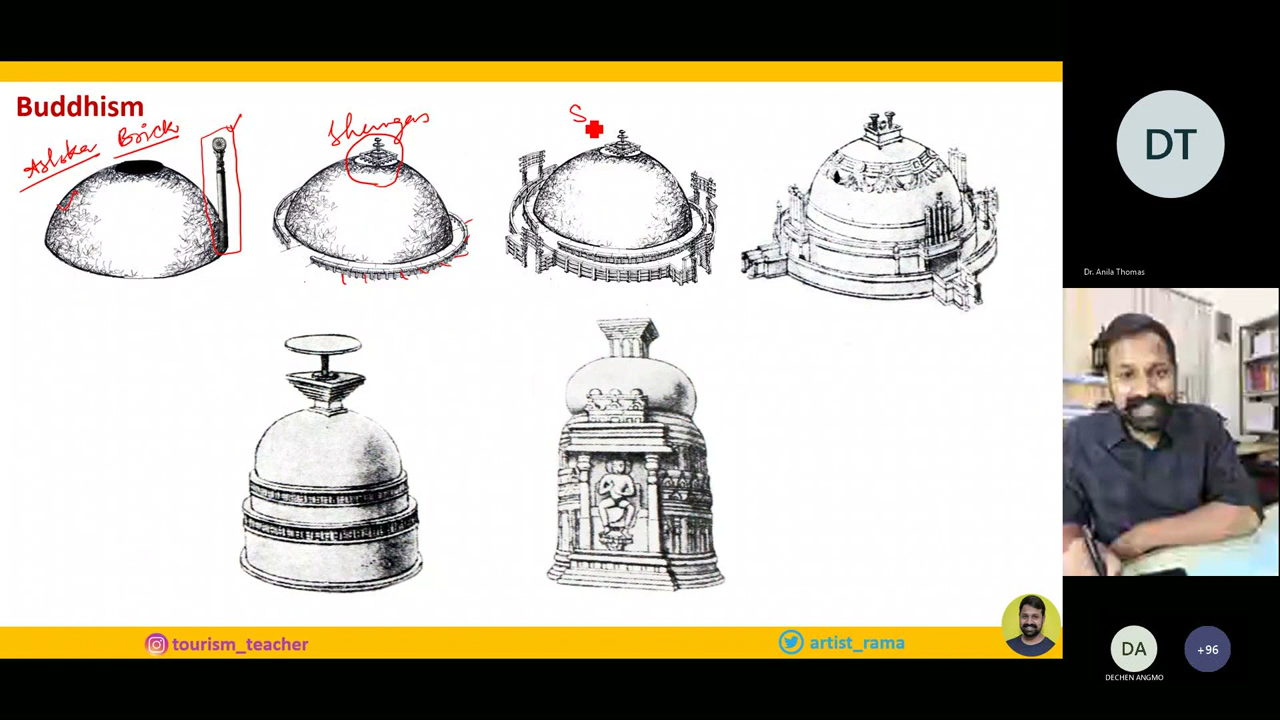 Buddhism
Ashoka Brick
Shungas
S
tourism_teacher
artist_rama
DT
Dr. Anila Thomas
DA
+96
DECHEN ANGMO